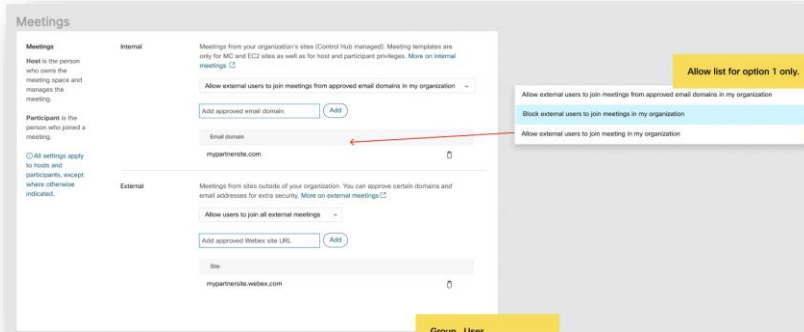 Meetings
Meetings
Host is the person
who owns the
meeting space and
manages the
meeting.
Participant is the
person who joined a
meeting.
All settings apply
to hosts and
participants, except
where otherwise
indicated.
Internal
Meetings from your organization's sites (Control Hub managed). Meeting templates are
only for MC and EC2 sites as well as for host and participant privileges. More on internal
meetings
Allow external users to join meetings from approved email domains in my organization
Add approved email domain
Add
Email domain
mypartnersite.com
External
Meetings from sites outside of your organization. You can approve certain domains and
email addresses for extra security. More on external meetings
Allow users to join all external meetings
Add approved Webex site URL
Add
Site
mypartnersite.webex.com
Allow list for option 1 only.
Allow external users to join meetings from approved email domains in my organization
Block external users to join meetings in my organization
Allow external users to join meeting in my organization
Group, User